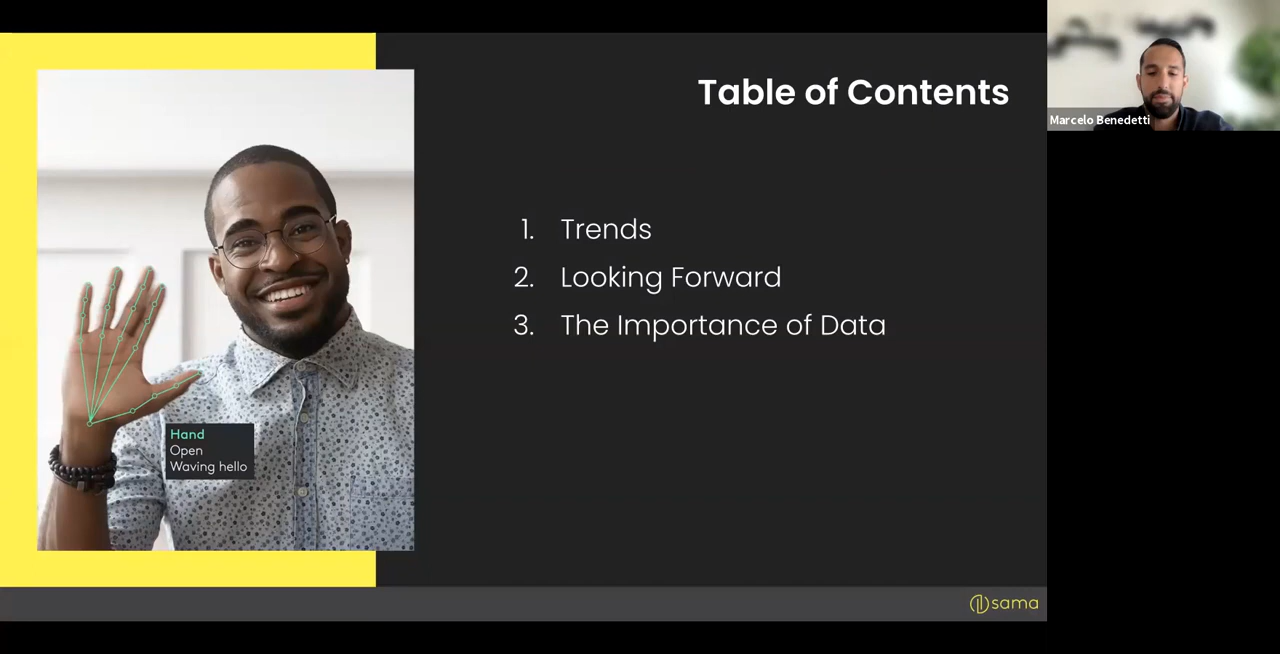 Table of Contents
1. Trends
2. Looking Forward
3. The Importance of Data
Hand
Open
Waving hello
sama
Marcelo Benedetti